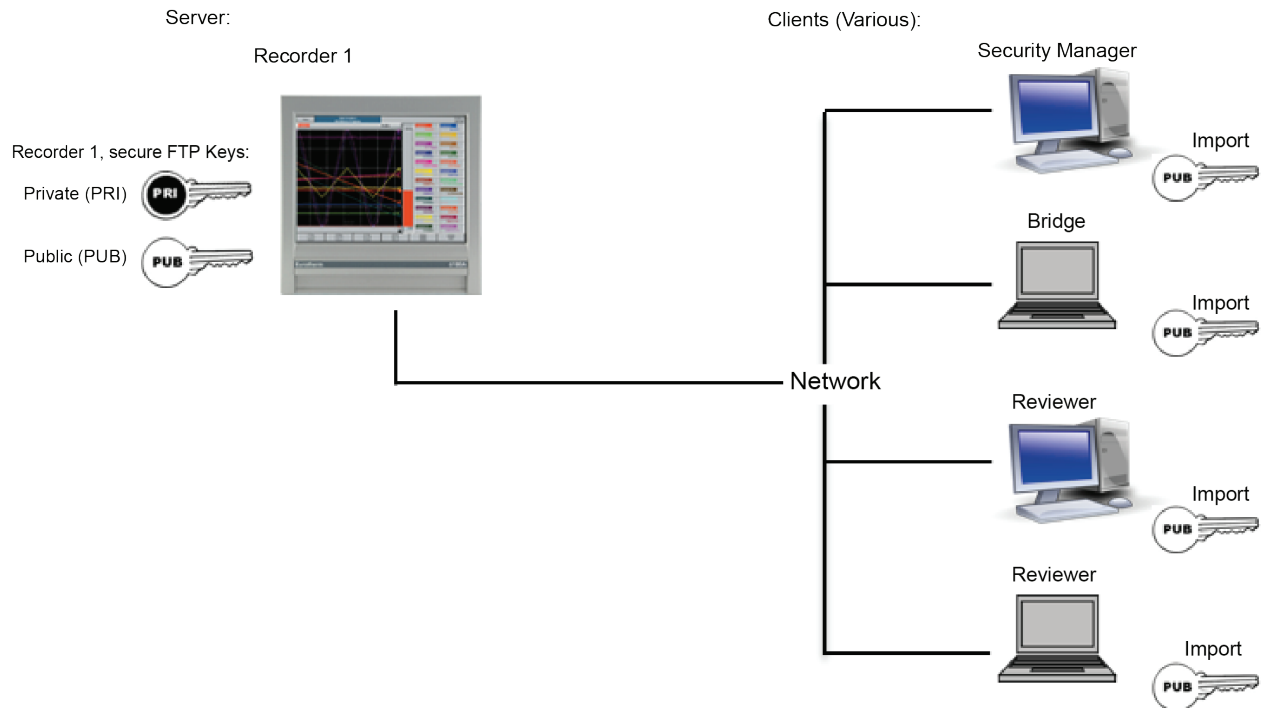 Server:
Clients (Various):
Recorder 1
Security Manager
Recorder 1, secure FTP Keys:
Import
Private (PRI)
PRI
PUB
Bridge
Public (PUB)
PUB
Import
PUB
Network
Reviewer
Import
PUB
Reviewer
Import
PUB